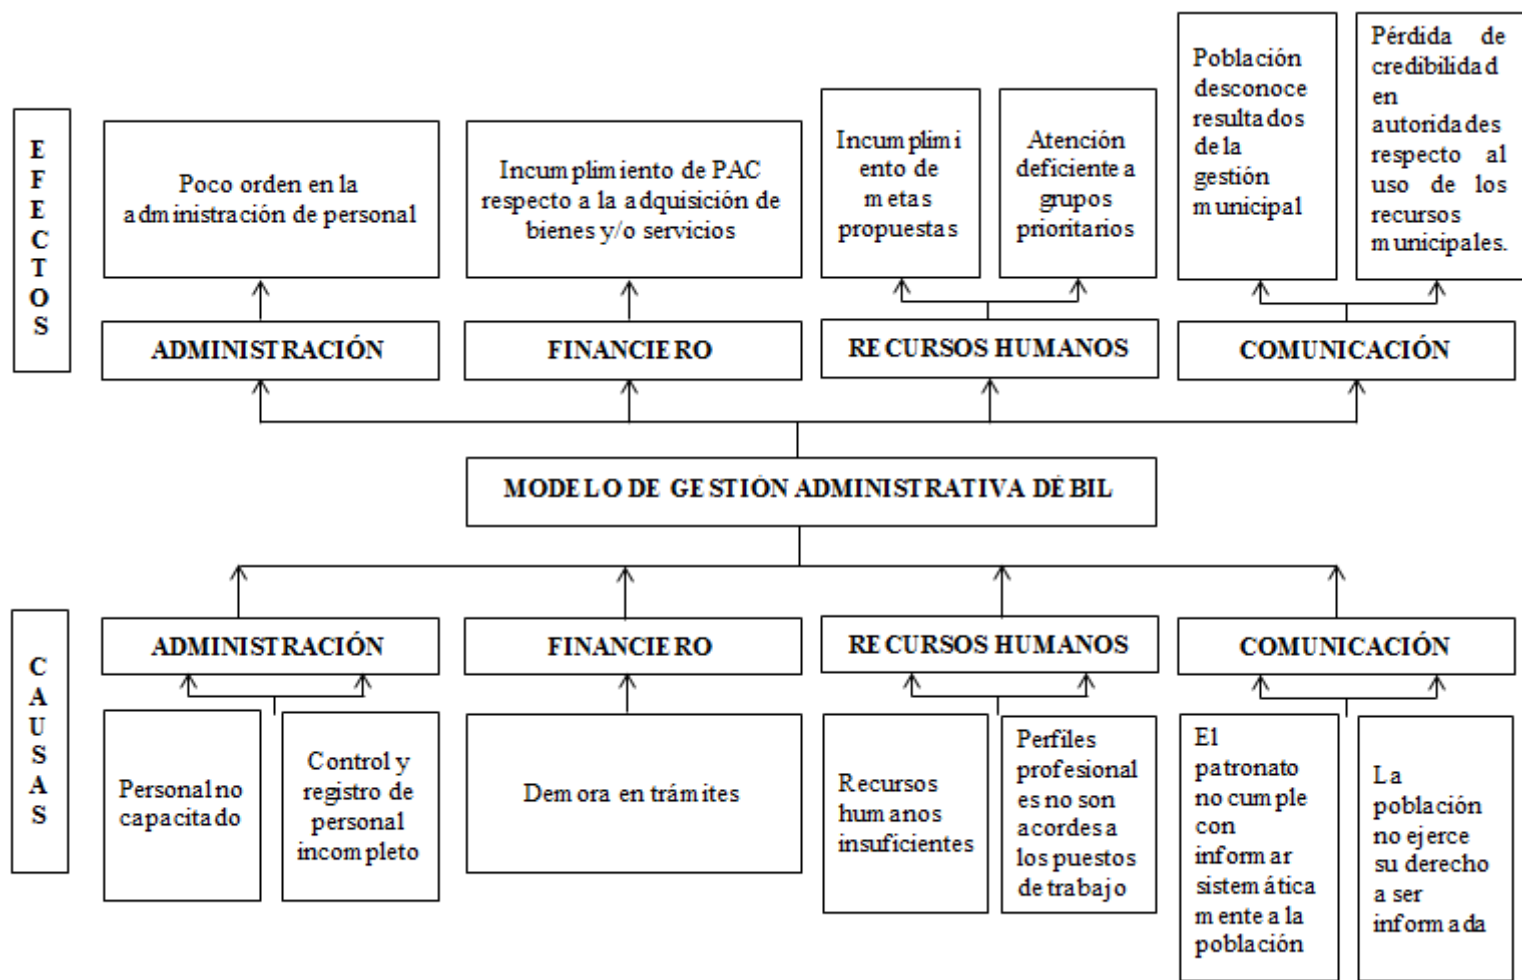 EFECTOS
Poco orden en la
administración de personal
Incumplimiento de PAC
respecto a la adquisición de
bienes y/o servicios
Incumplimi
ento de
metas
propuestas
Atención
deficiente a
grupos
prioritarios
Población
desconoce
resultados
de la
gestión
municipal
Pérdida de
credibilidad
en
autoridades
respecto al
uso de los
recursos
municipales.
ADMINISTRACIÓN
FINANCIERO
RECURSOS HUMANOS
COMUNICACIÓN
MODELO DE GESTIÓN ADMINISTRATIVA DÉBIL
CAUSAS
ADMINISTRACIÓN
FINANCIERO
RECURSOS HUMANOS
COMUNICACIÓN
Personal no
capacitado
Control y
registro de
personal
incompleto
Demora en trámites
Recursos
humanos
insuficientes
Perfiles
profesional
es no son
acordes a
los puestos
de trabajo
El
patronato
no cumple
con
informar
sistemática
mente a la
población
La
población
no ejerce
su derecho
a ser
informada